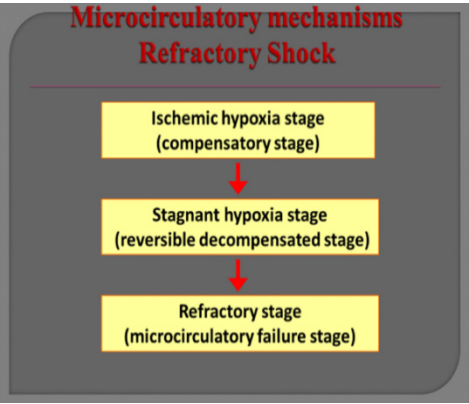 Microcirculatory mechanisms
Refractory Shock
Ischemic hypoxia stage
(compensatory stage)
Stagnant hypoxia stage
(reversible decompensated stage)
Refractory stage
(microcirculatory failure stage)